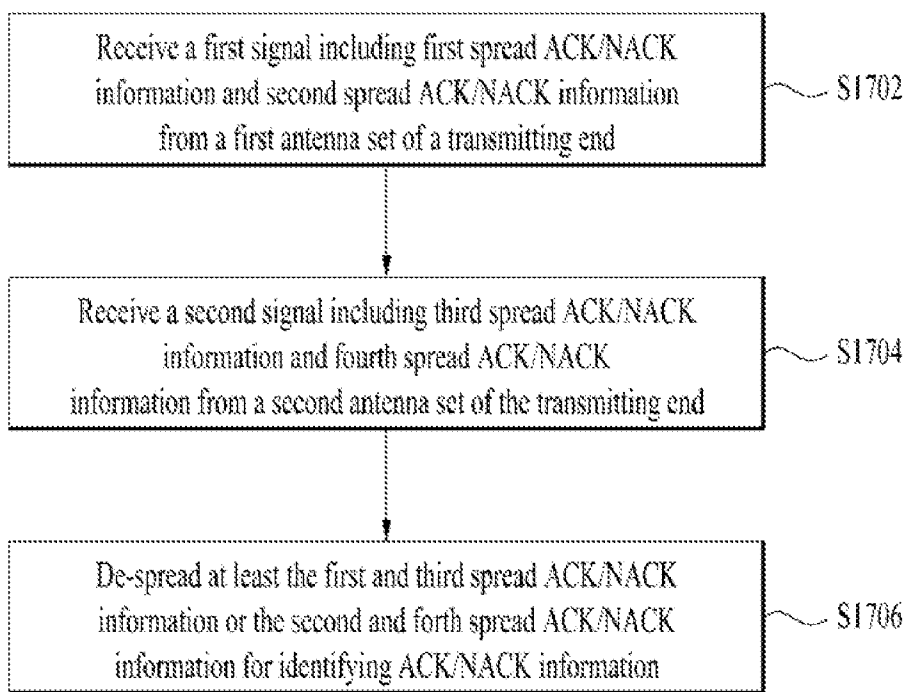 Receive a first signal including first spread ACK/NACK
information and second spread ACK/NACK information
from a first antenna set of a transmitting end
S1702
Receive a second signal including third spread ACK/NACK
information and fourth spread ACK/NACK
information from a second antenna set of the transmitting end
S1704
De-spread at least the first and third spread ACK/NACK
information or the second and forth spread ACK/NACK
information for identifying ACK/NACK information
S1706